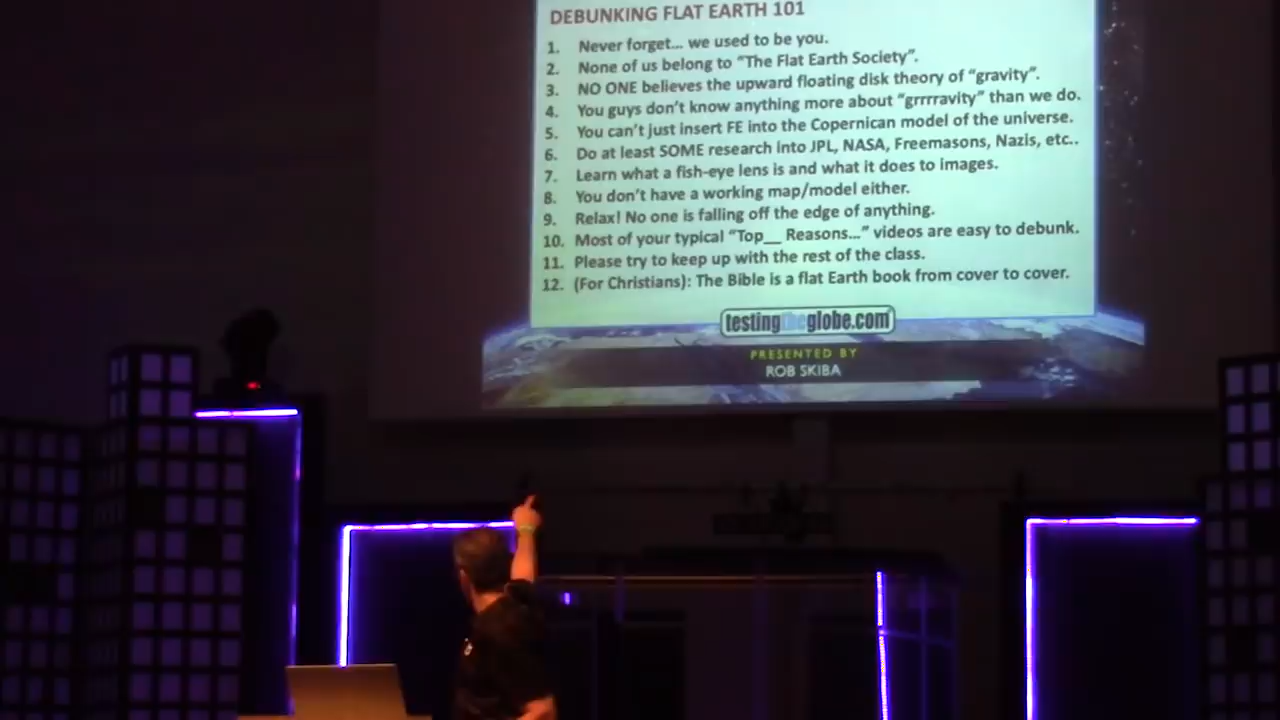 DEBUNKING FLAT EARTH 101
1. Never forget... we used to be you.
2. None of us belong to "The Flat Earth Society".
3. NO ONE believes the upward floating disk theory of "gravity".
4. You guys don't know anything more about "grrrravity" than we do.
5. You can't just insert FE into the Copernican model of the universe.
6. Do at least SOME research into JPL, NASA, Freemasons, Nazis, etc..
7. Learn what a fish-eye lens is and what it does to images.
8. You don't have a working map/model either.
9. Relax! No one is falling off the edge of anything.
10. Most of your typical "Top__ Reasons..." videos are easy to debunk.
11. Please try to keep up with the rest of the class.
12. (For Christians): The Bible is a flat Earth book from cover to cover.
testingtheglobe.com
PRESENTED BY
ROB SKIBA